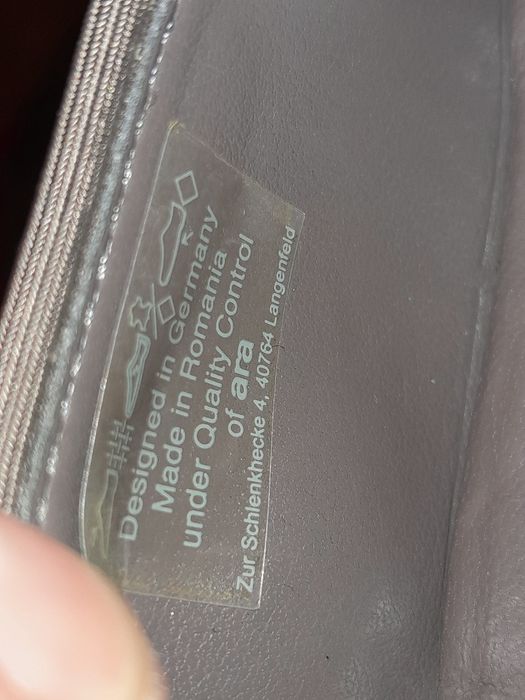 Designed in Germany
Made in Romania
under Quality Control
of ara
Zur Schlenkhecke 4, 40764 Langenfeld